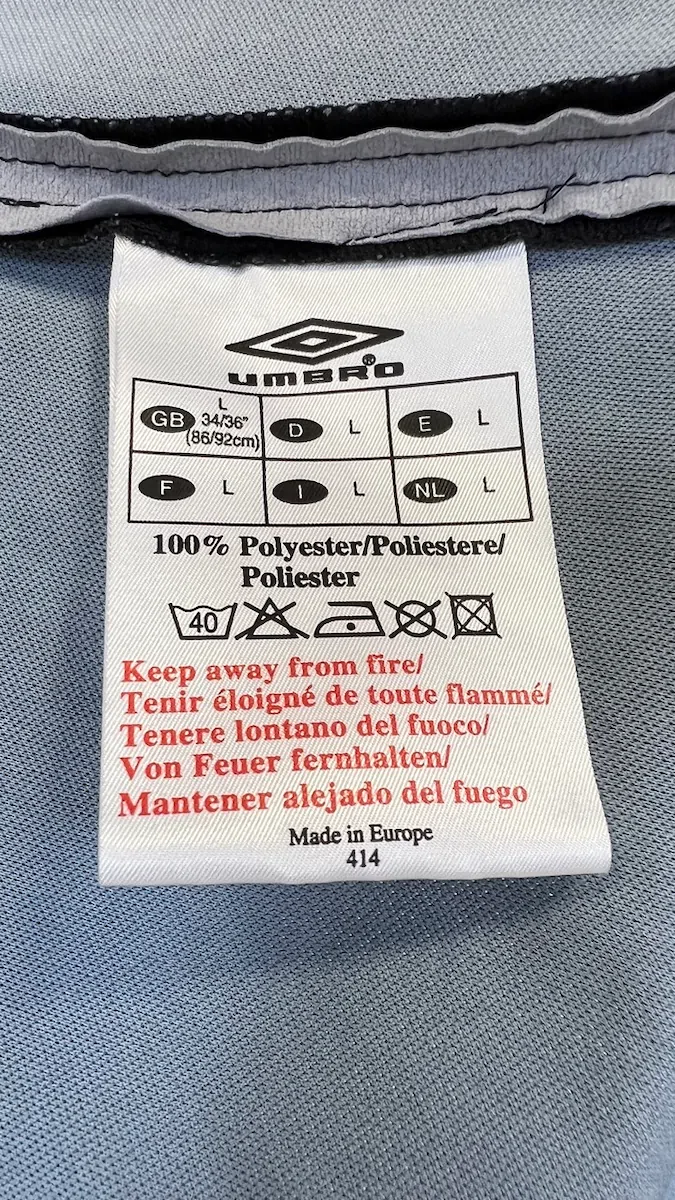 UMBRO®
GB L 34/36" (86/92cm) D L E L
F L I L NL L
100% Polyester/Poliestere/
Poliester
40
Keep away from fire/
Tenir éloigné de toute flammé/
Tenere lontano del fuoco/
Von Feuer fernhalten/
Mantener alejado del fuego
Made in Europe
414